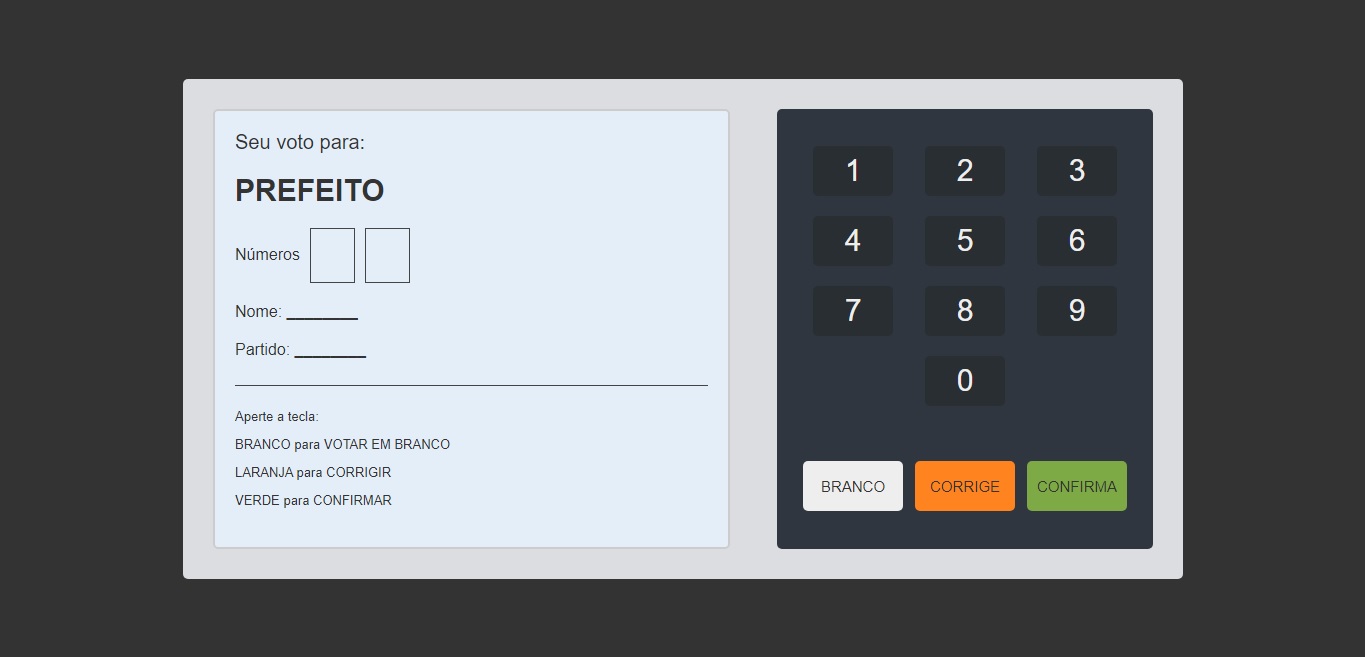 Seu voto para:
PREFEITO
Números
Nome: ________
Partido: ________
Aperte a tecla:
BRANCO para VOTAR EM BRANCO
LARANJA para CORRIGIR
VERDE para CONFIRMAR
1 2 3
4 5 6
7 8 9
0
BRANCO CORRIGE CONFIRMA